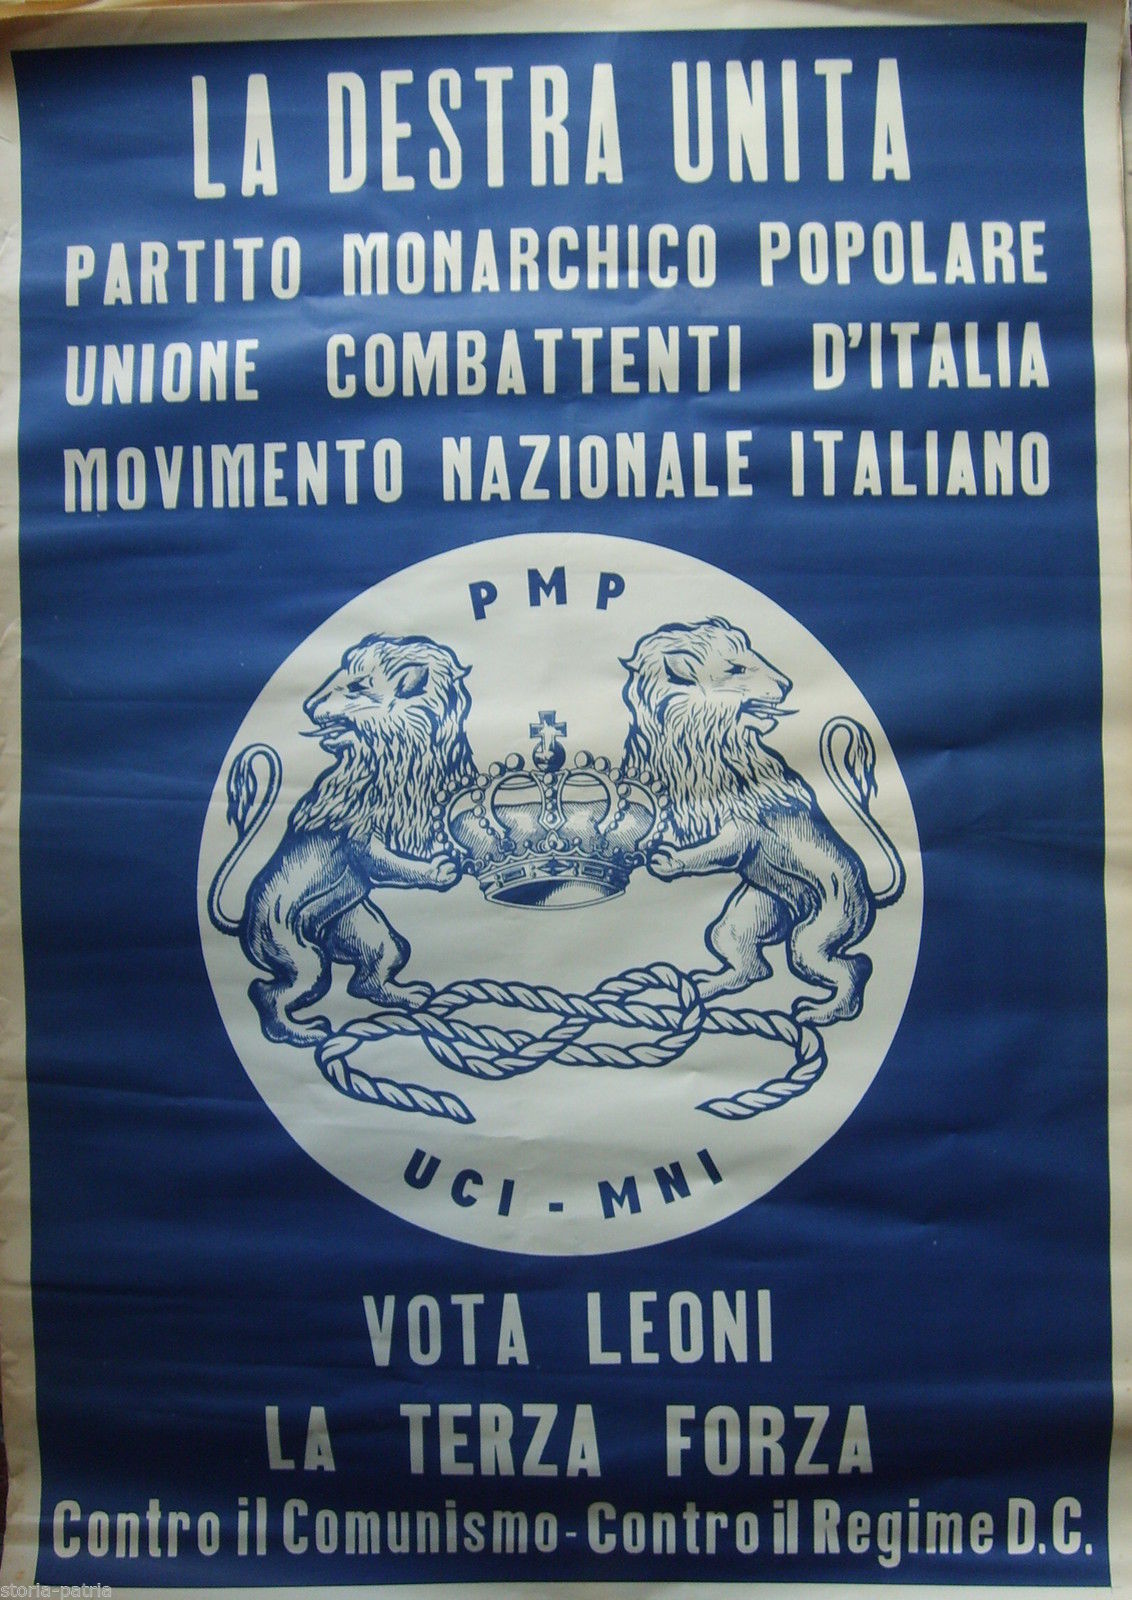 LA DESTRA UNITA
PARTITO MONARCHICO POPOLARE
UNIONE COMBATTENTI D'ITALIA
MOVIMENTO NAZIONALE ITALIANO
PMP
UCI - MNI
VOTA LEONI
LA TERZA FORZA
Contro il Comunismo - Contro il Regime D.C.
storia-patria